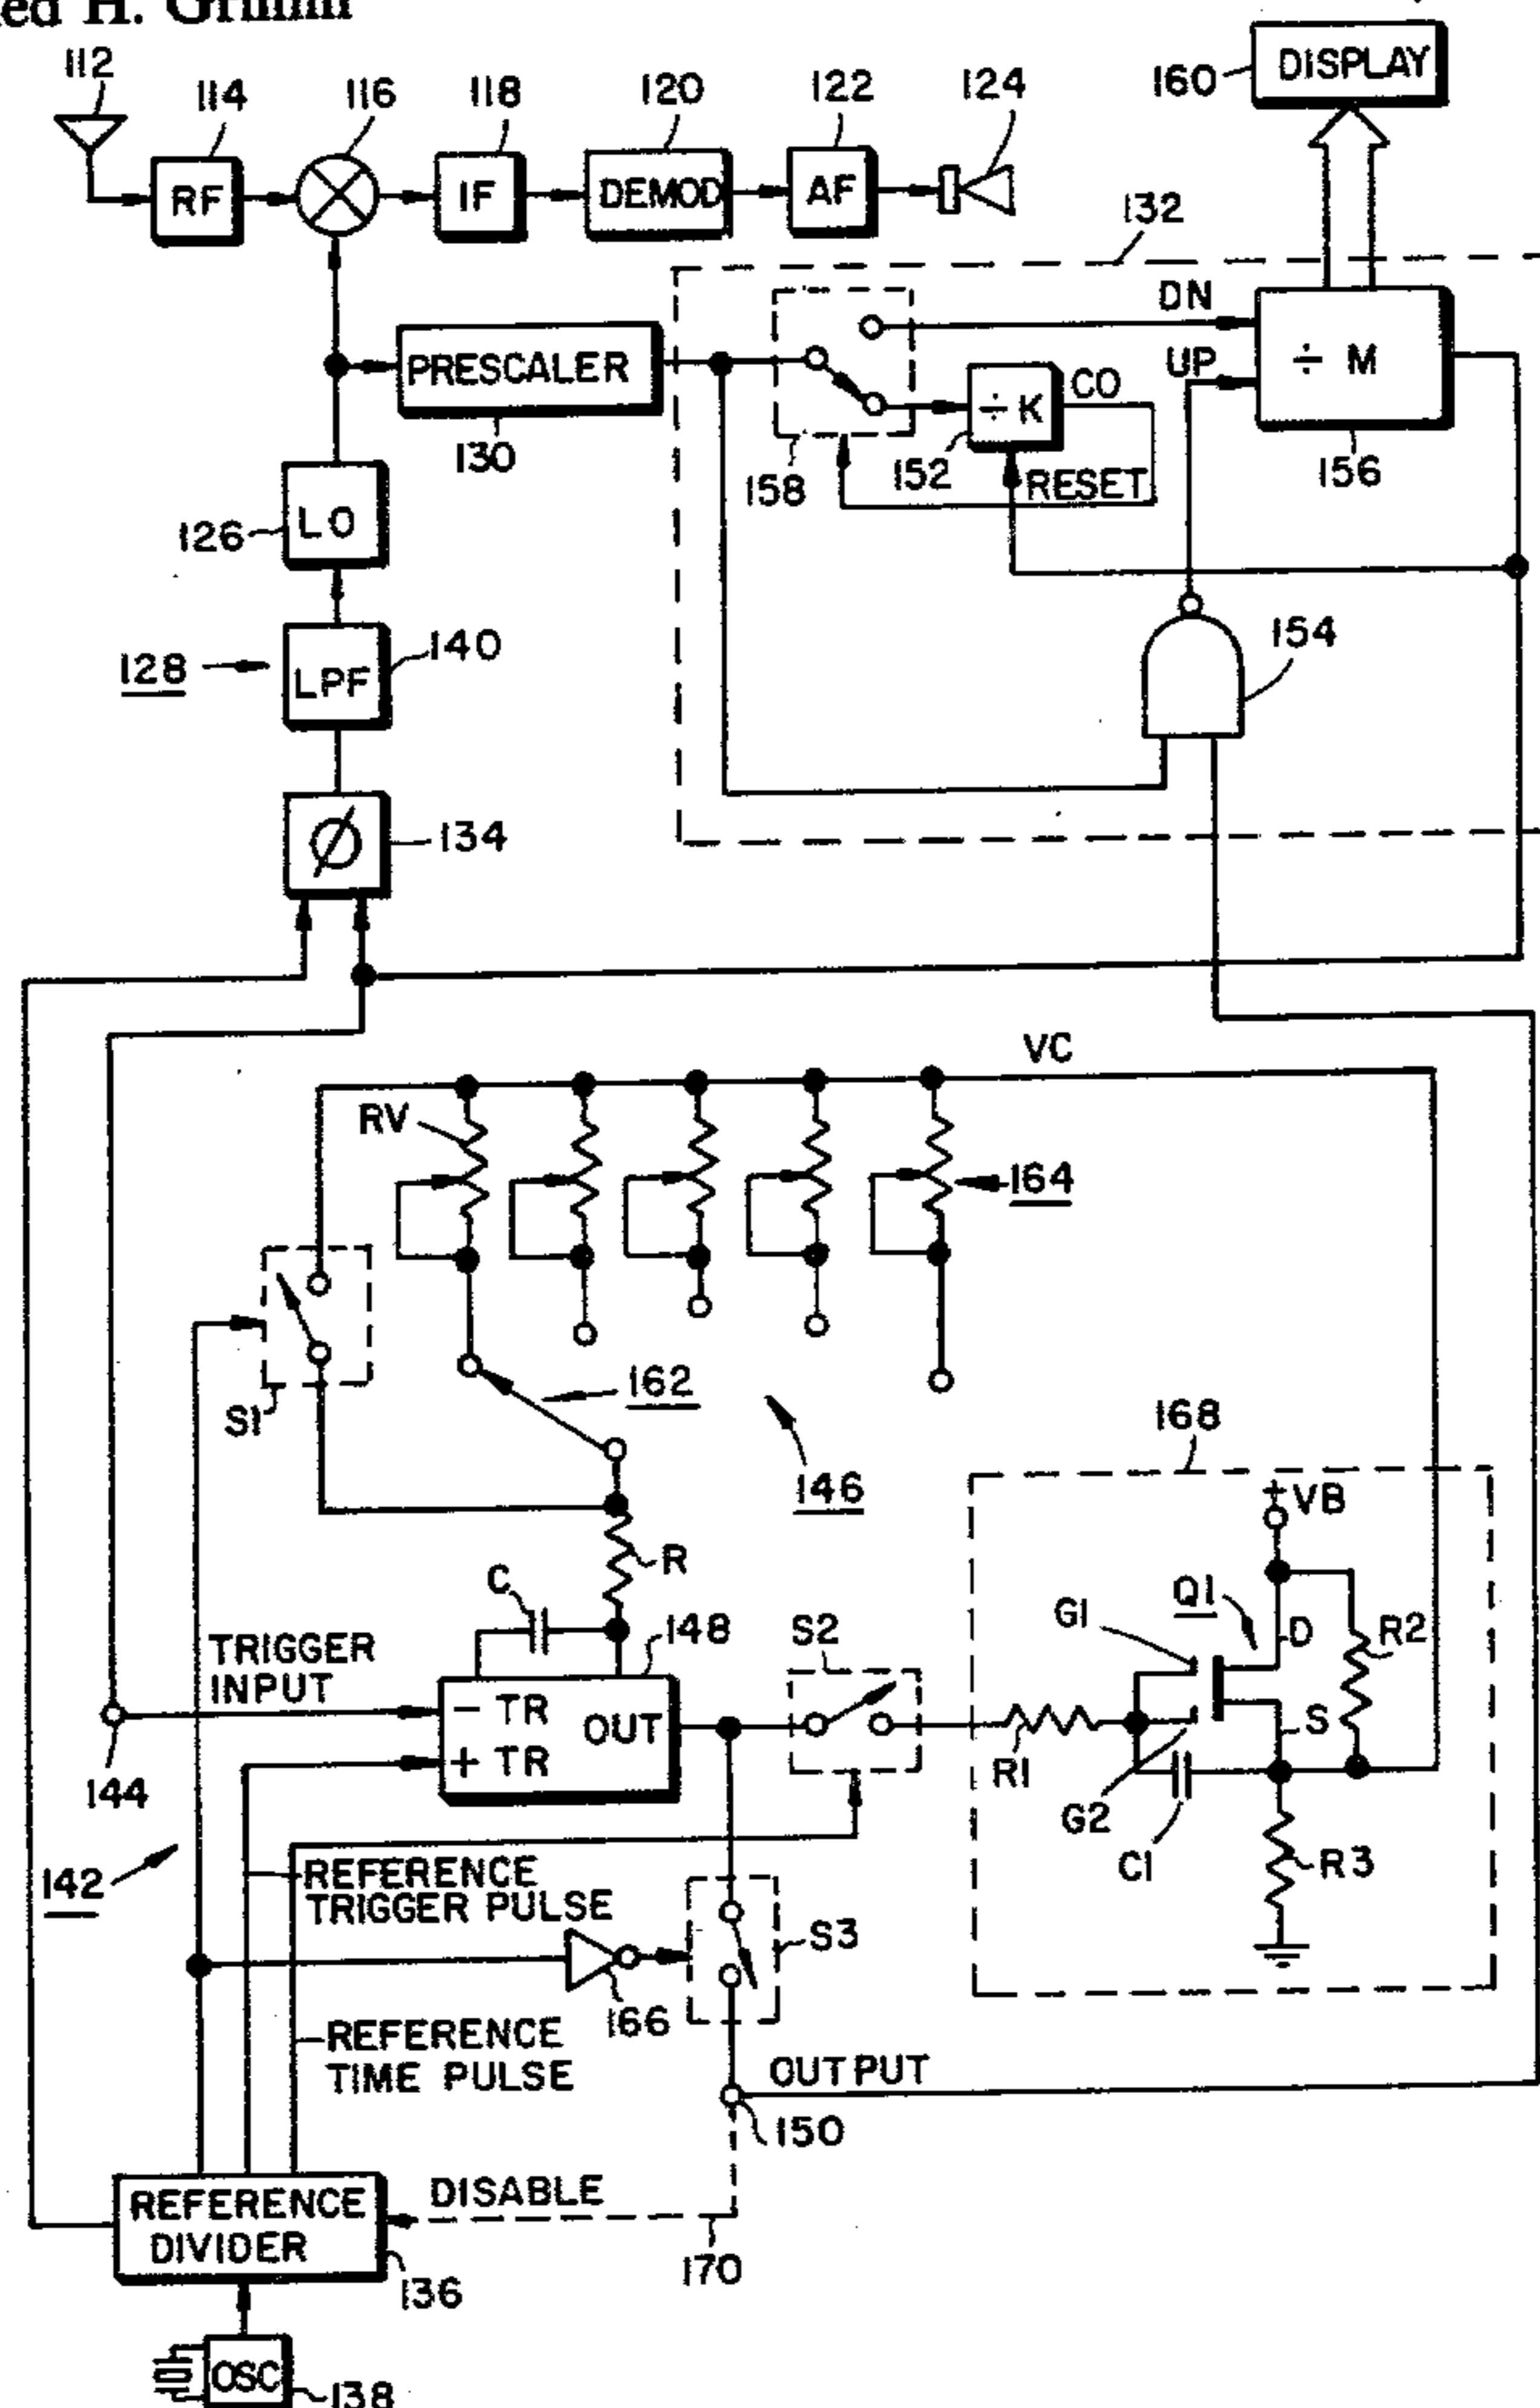 H. Grimm
112
114
116
118
120
122
124
160
DISPLAY
RF
IF
DEMOD
AF
132
DN
UP
÷ M
PRESCALER
130
158
152
÷ K
CO
RESET
156
126
LO
128
LPF
140
154
Ø
134
VC
RV
164
S1
162
146
168
+
VB
R
C
148
S2
G1
Q1
D
R2
TRIGGER
INPUT
- TR
OUT
+ TR
S
R1
144
G2
C1
R3
142
REFERENCE
TRIGGER PULSE
S3
166
REFERENCE
TIME PULSE
OUTPUT
150
REFERENCE
DIVIDER
DISABLE
170
136
OSC
138